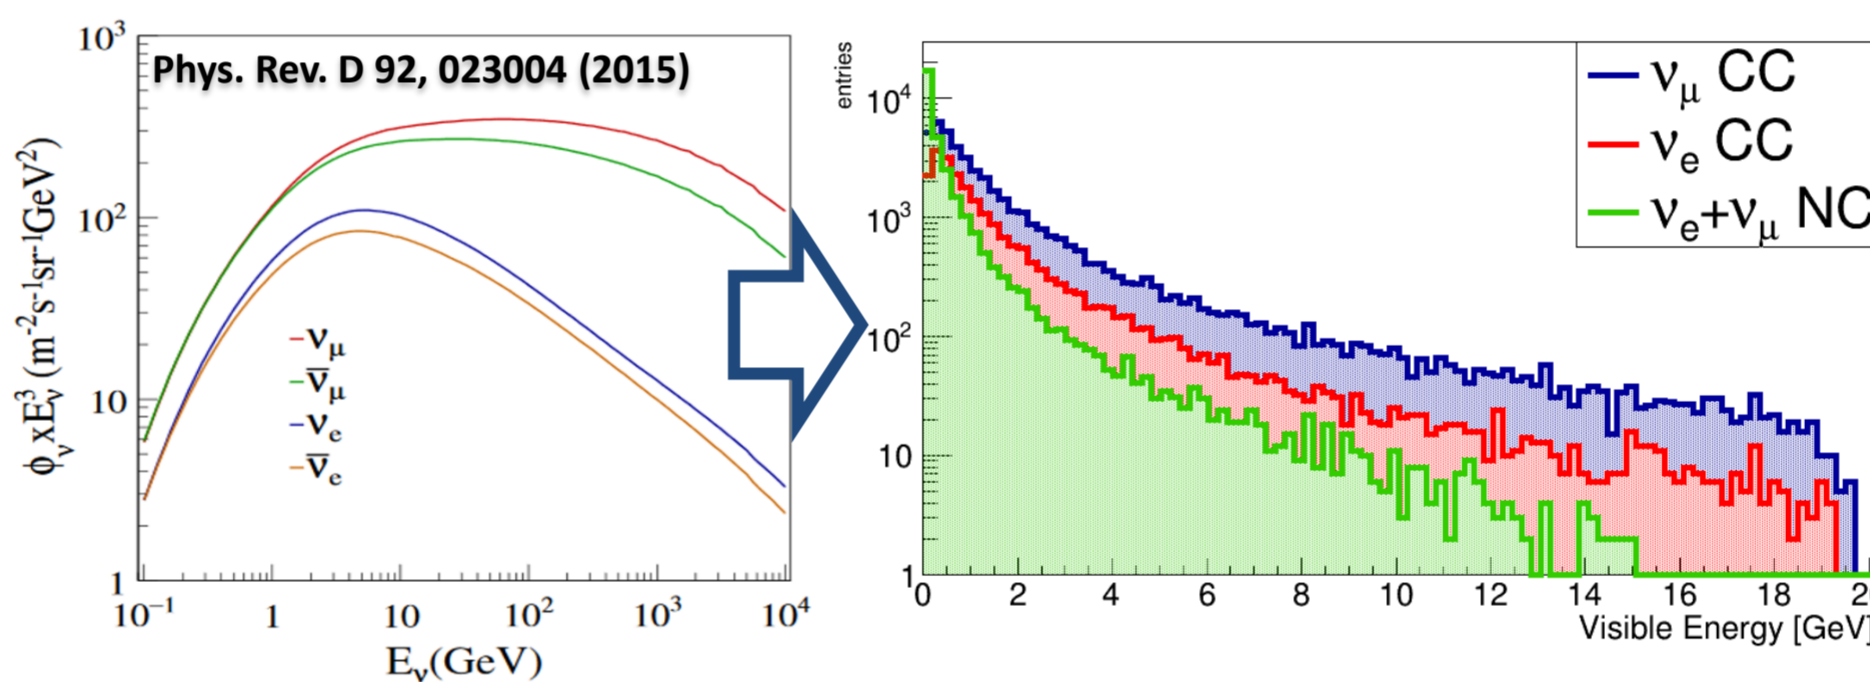 Phys. Rev. D 92, 023004 (2015)
10³
10²
10
1
ϕν xE³ν (m⁻²s⁻¹sr⁻¹GeV²)
νμ
ν̅μ
νe
ν̅e
10⁻¹ 1 10 10² 10³ 10⁴
Eν(GeV)
entries
10⁴
10³
10²
10
1
νμ CC
νe CC
νe+νμ NC
0 2 4 6 8 10 12 14 16 18
Visible Energy [GeV]